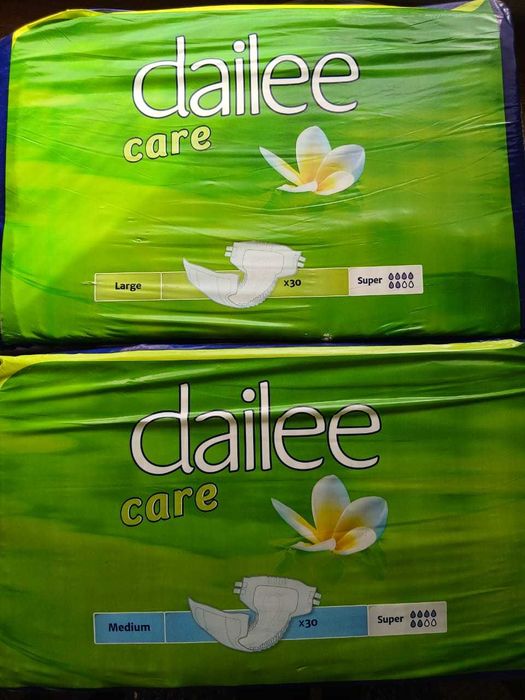 dailee
care
Large x30 Super
dailee
care
Medium x30 Super